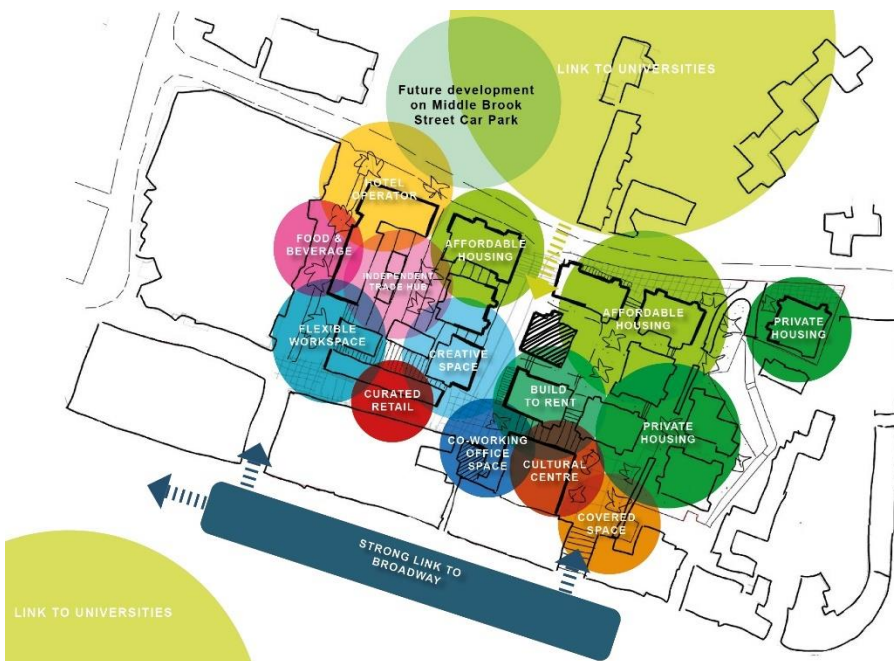 LINK TO UNIVERSITIES
Future development
on Middle Brook
Street Car Park
HOTEL
OPERATOR
FOOD &
BEVERAGE
AFFORDABLE
HOUSING
INDEPENDENT
TRADE HUB
AFFORDABLE
HOUSING
PRIVATE
HOUSING
FLEXIBLE
WORKSPACE
CREATIVE
SPACE
CURATED
RETAIL
BUILD
TO RENT
PRIVATE
HOUSING
CO-WORKING
OFFICE
SPACE
CULTURAL
CENTRE
COVERED
SPACE
STRONG LINK TO
BROADWAY
LINK TO UNIVERSITIES